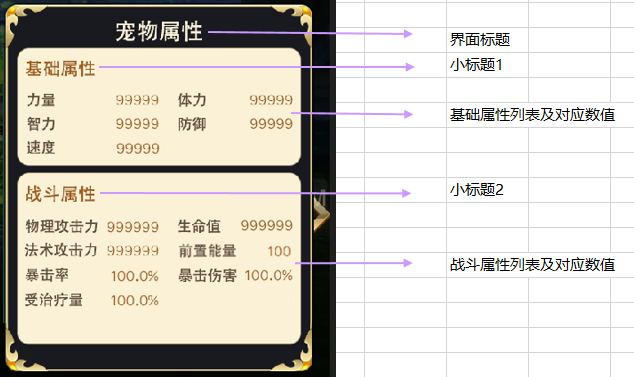 宠物属性
界面标题
基础属性
小标题1
力量 99999 体力 99999
智力 99999 防御 99999
基础属性列表及对应数值
速度 99999
战斗属性
小标题2
物理攻击力 999999 生命值 999999
法术攻击力 999999 前置能量 100
战斗属性列表及对应数值
暴击率 100.0% 暴击伤害 100.0%
受治疗量 100.0%